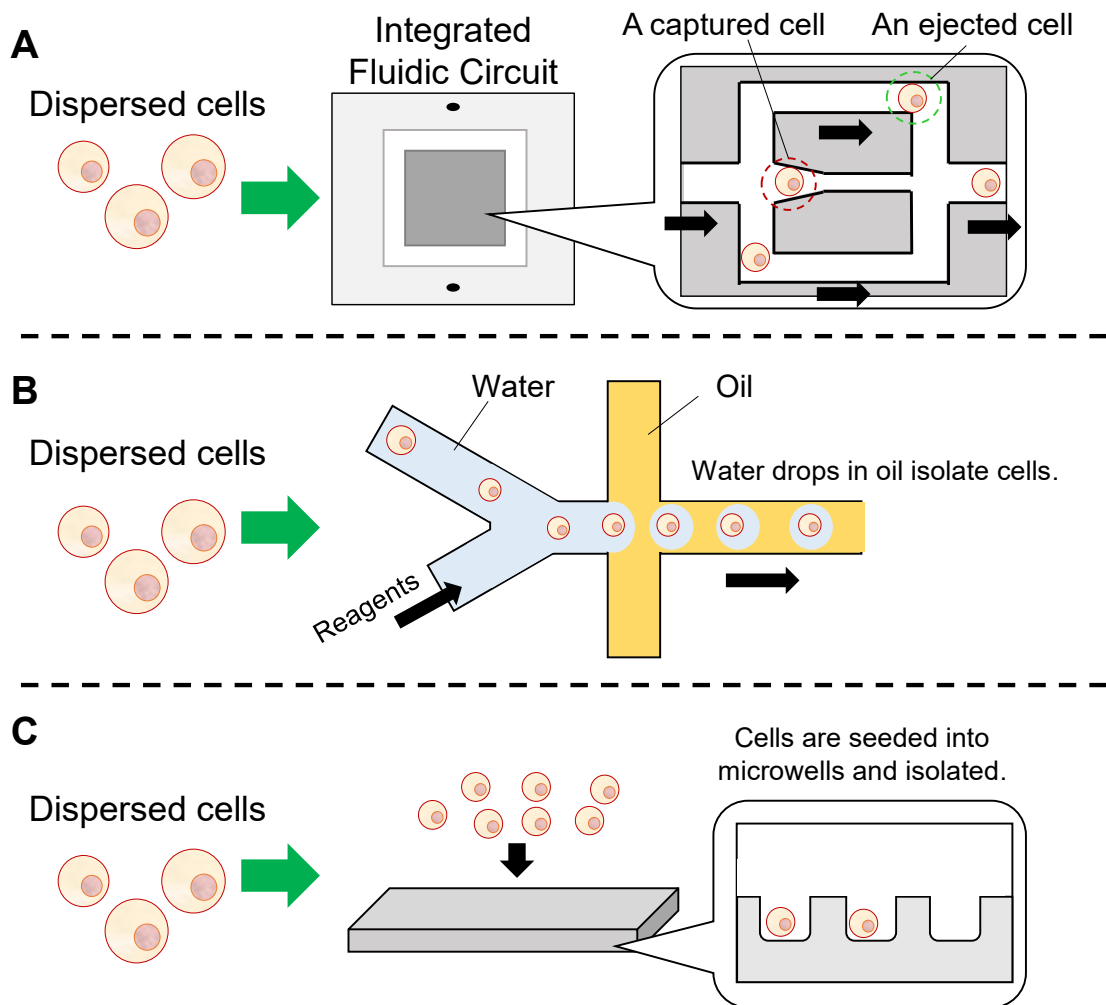 A
Dispersed cells
Integrated
Fluidic Circuit
A captured cell
An ejected cell
B
Dispersed cells
Water
Oil
Water drops in oil isolate cells.
Reagents
C
Dispersed cells
Cells are seeded into
microwells and isolated.